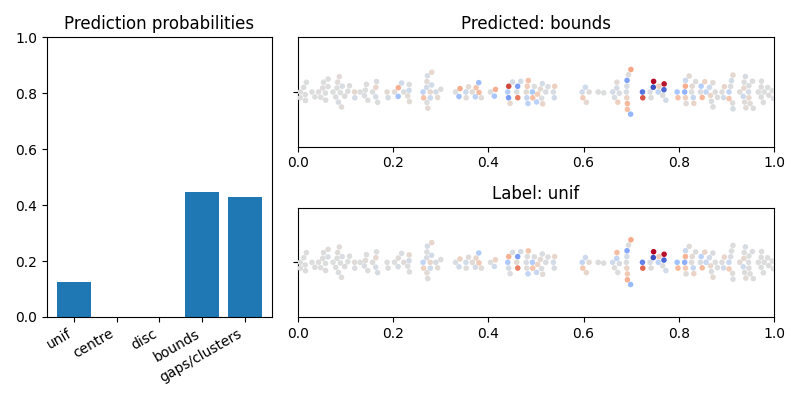 Prediction probabilities
1.0
0.8
0.6
0.4
0.2
0.0
unif
centre
disc
bounds
gaps/clusters
Predicted: bounds
0.0 0.2 0.4 0.6 0.8 1.0
Label: unif
0.0 0.2 0.4 0.6 0.8 1.0